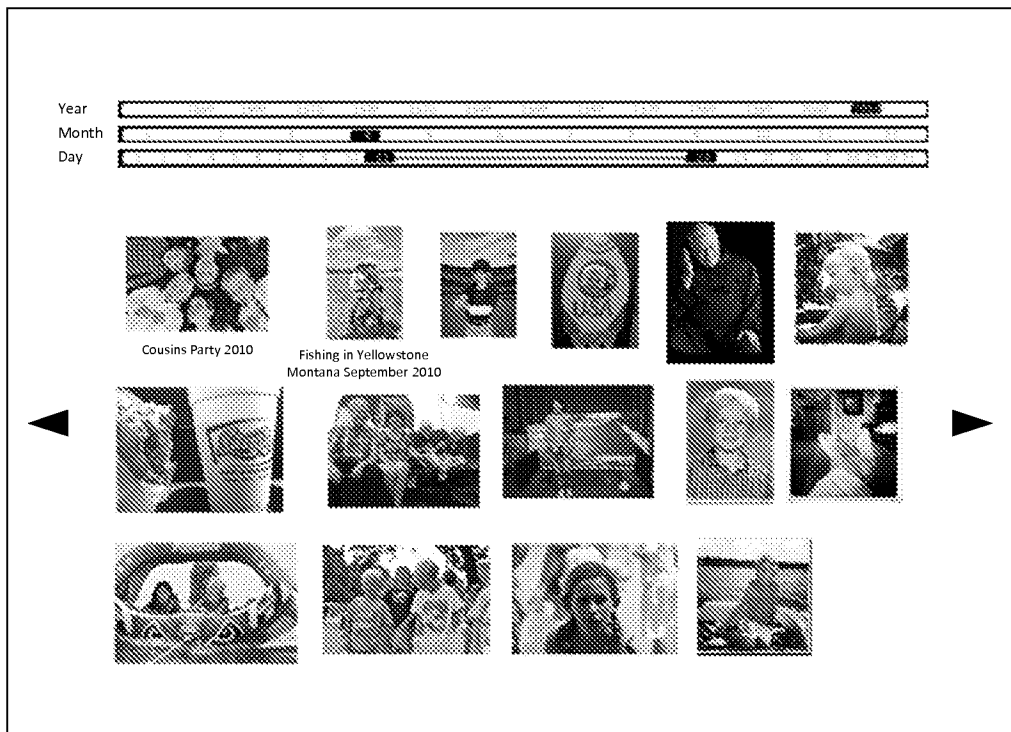 Year
Month
Day
Cousins Party 2010
Fishing in Yellowstone
Montana September 2010